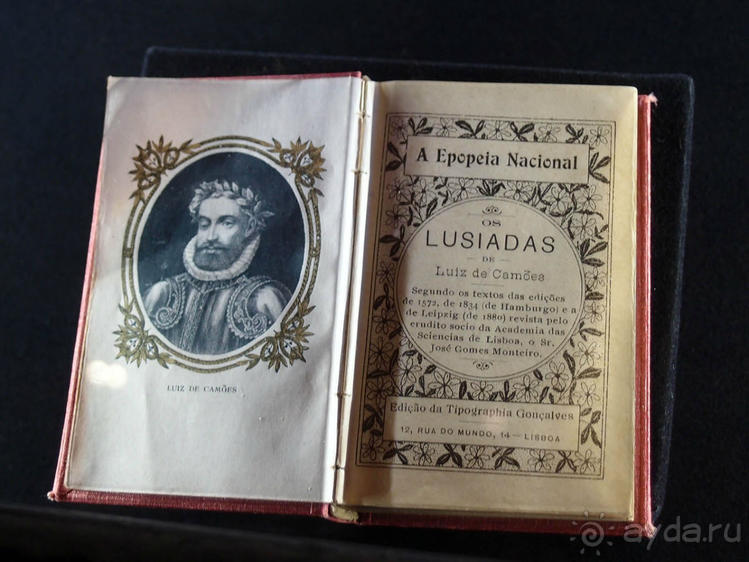 LUIZ DE CAMÕES
A Epopeia Nacional
OS
LUSIADAS
DE
Luiz de Camões
Segundo os textos das edições
de 1572, de 1834 (de Hamburgo) e a
de Leipzig (de 1880) revista pelo
erudito socio da Academia das
Sciencias de Lisboa, o Sr.
José Gomes Monteiro.
Edição da Typographia Gonçalves
12, RUA DO MUNDO, 14 — LISBOA
ayda.ru